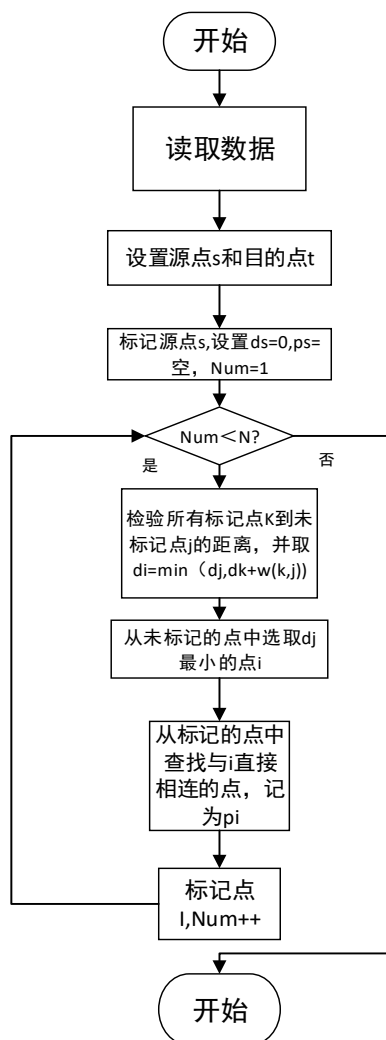 开始
读取数据
设置源点s和目的点t
标记源点s,设置ds=0,ps=
空，Num=1
Num＜N?
是
否
检验所有标记点K到未
标记点j的距离，并取
di=min（dj,dk+w(k,j))
从未标记的点中选取dj
最小的点i
从标记的点中
查找与i直接
相连的点，记
为pi
标记点
I,Num++
开始